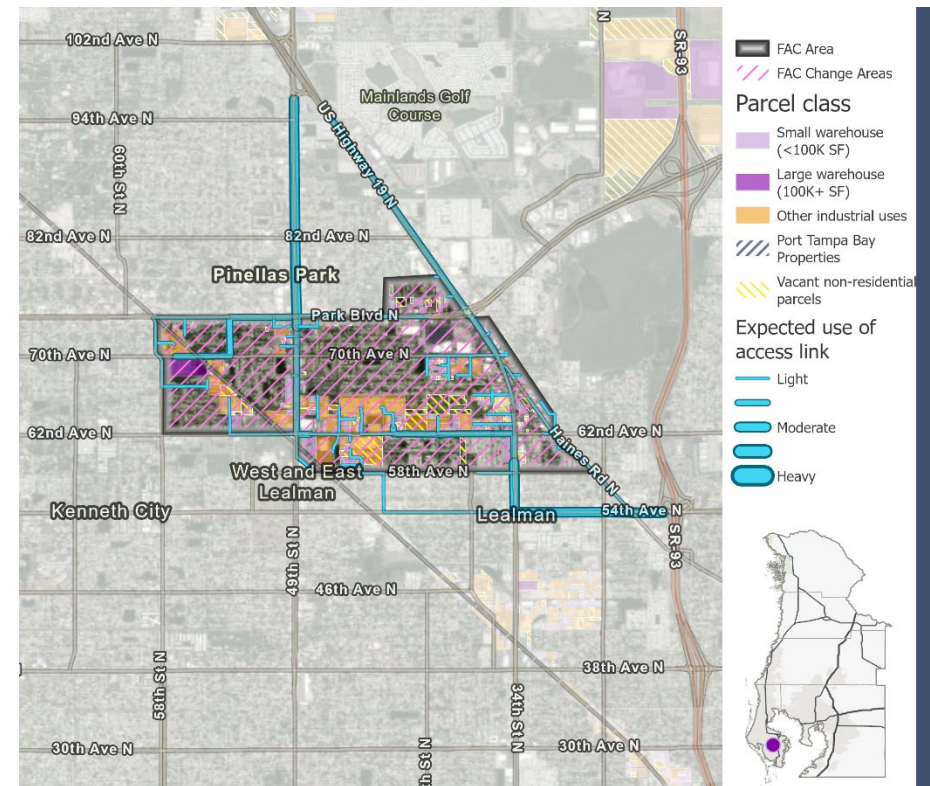 102nd Ave N
N
SR-93
Mainlands Golf
Course
94th Ave N
60th St N
US Highway 19 N
82nd Ave N
82nd Ave N
Pinellas Park
Park Blvd N
70th Ave N
70th Ave N
62nd Ave N
62nd Ave N
Haines Rd N
58th Ave N
West and East
Lealman
Kenneth City
Lealman
54th Ave N
SR-93
49th St N
46th Ave N
38th Ave N
58th St N
34th St N
30th Ave N
30th Ave N
th St N
FAC Area
FAC Change Areas
Parcel class
Small warehouse
(<100K SF)
Large warehouse
(100K+ SF)
Other industrial uses
Port Tampa Bay
Properties
Vacant non-residential
parcels
Expected use of
access link
Light
Moderate
Heavy